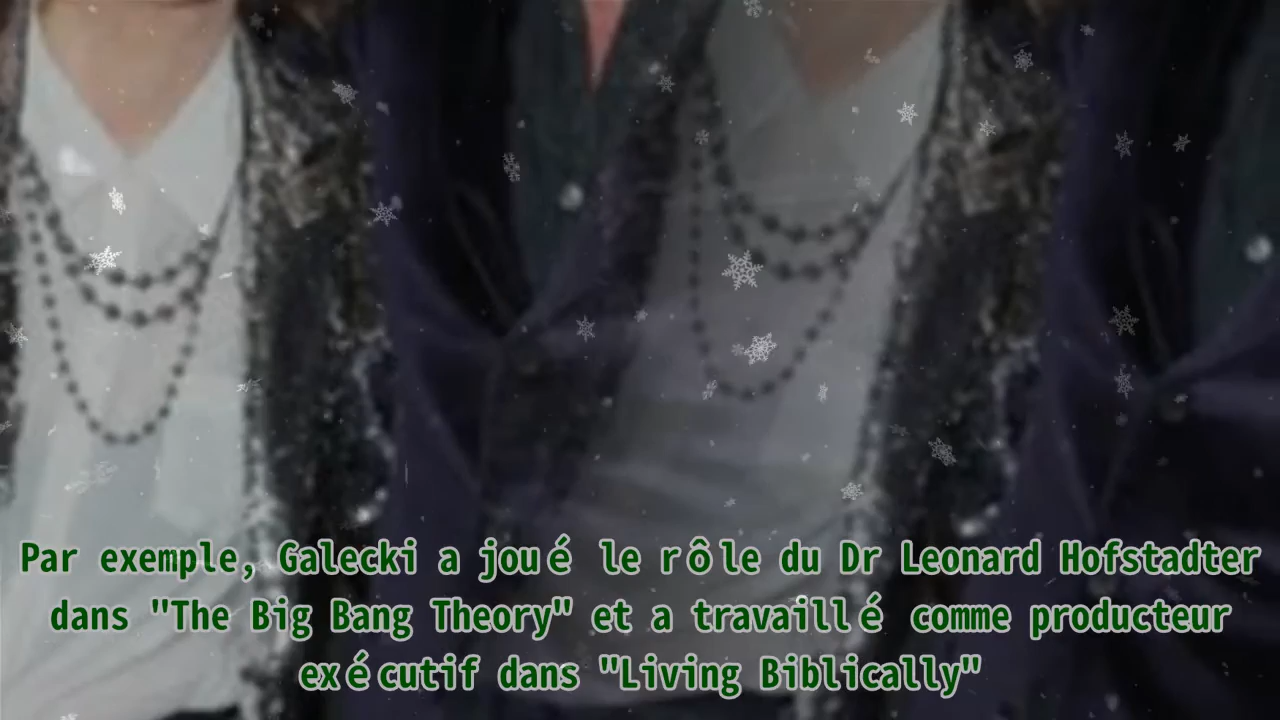 Par exemple, Galecki a joué le rôle du Dr Leonard Hofstadter
dans "The Big Bang Theory" et a travaillé comme producteur
exécutif dans "Living Biblically"